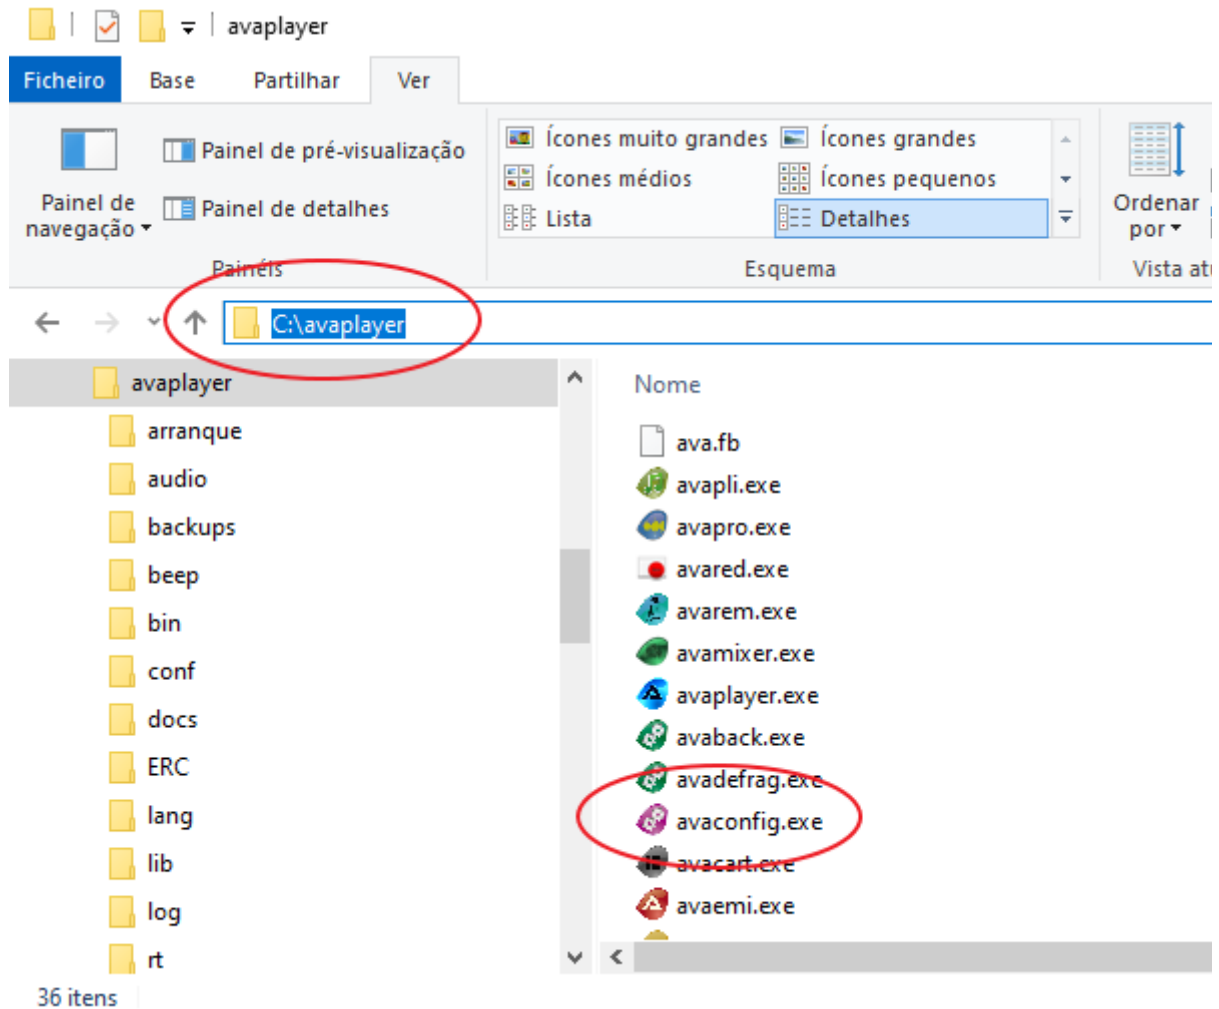 avaplayer
Ficheiro Base Partilhar Ver
Painel de navegação
Painel de pré-visualização
Painel de detalhes
Painéis
Ícones muito grandes Ícones grandes
Ícones médios Ícones pequenos
Lista Detalhes
Esquema
Ordenar por
Vista atu
C:\avaplayer
avaplayer
arranque
audio
backups
beep
bin
conf
docs
ERC
lang
lib
log
rt
Nome
ava.fb
avapli.exe
avapro.exe
avared.exe
avarem.exe
avamixer.exe
avaplayer.exe
avaback.exe
avadefrag.exe
avaconfig.exe
avacart.exe
avaemi.exe
36 itens